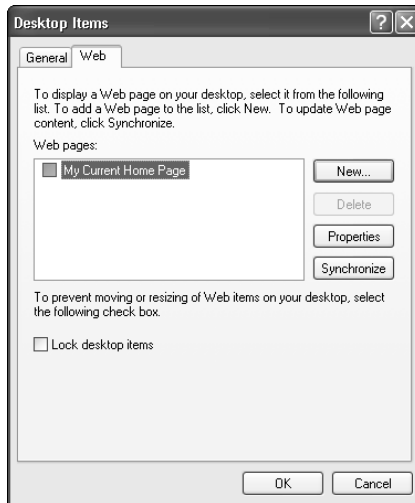 Desktop Items
General Web
To display a Web page on your desktop, select it from the following
list. To add a Web page to the list, click New. To update Web page
content, click Synchronize.
Web pages:
My Current Home Page
New...
Delete
Properties
Synchronize
To prevent moving or resizing of Web items on your desktop, select
the following check box.
Lock desktop items
OK Cancel